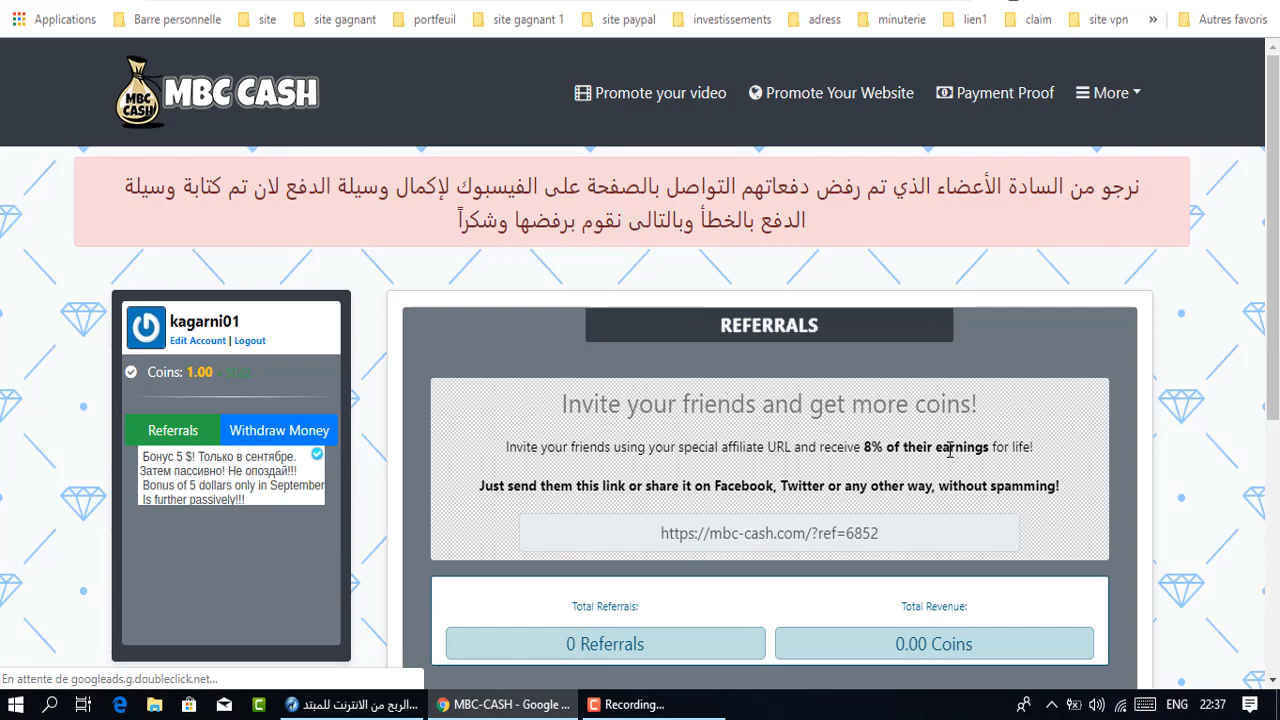 Applications
Barre personnelle
site
site gagnant
portfeuil
site gagnant 1
site paypal
investissements
adress
minuterie
lien1
claim
site vpn
»
Autres favoris
MBC CASH
MBC CASH
Promote your video
Promote Your Website
Payment Proof
More
نرجو من السادة الأعضاء الذي تم رفض دفعاتهم التواصل بالصفحة على الفيسبوك لإكمال وسيلة الدفع لان تم كتابة وسيلة
الدفع بالخطأ وبالتالى نقوم برفضها وشكراً
kagarni01
Edit Account | Logout
Coins: 1.00
Referrals
Withdraw Money
Бонус 5 $! Только в сентябре.
Затем пассивно! Не опоздай!!!
Bonus of 5 dollars only in September
Is further passively!!!
REFERRALS
Invite your friends and get more coins!
Invite your friends using your special affiliate URL and receive 8% of their earnings for life!
Just send them this link or share it on Facebook, Twitter or any other way, without spamming!
https://mbc-cash.com/?ref=6852
Total Referrals:
0 Referrals
Total Revenue:
0.00 Coins
En attente de googleads.g.doubleclick.net...
الربح من الانترنت للمبتد...
MBC-CASH - Google ...
Recording...
ENG
22:37